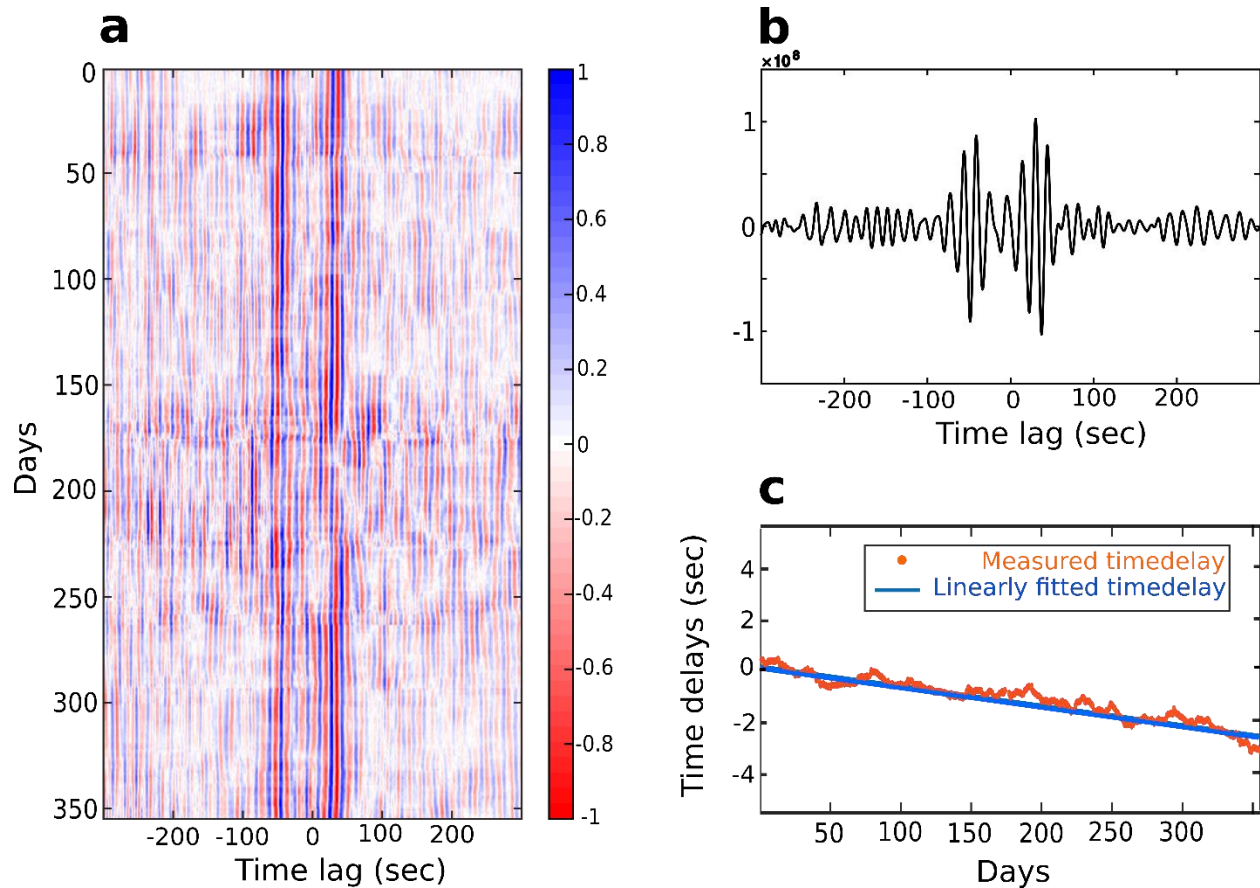 a
0
50
100
150
200
250
300
350
Days
-200 -100 0 100 200
Time lag (sec)
1
0.8
0.6
0.4
0.2
0
-0.2
-0.4
-0.6
-0.8
-1
b
×10⁸
1
0
-1
-200 -100 0 100 200
Time lag (sec)
c
Time delays (sec)
4
2
0
-2
-4
Measured timedelay
Linearly fitted timedelay
50 100 150 200 250 300
Days